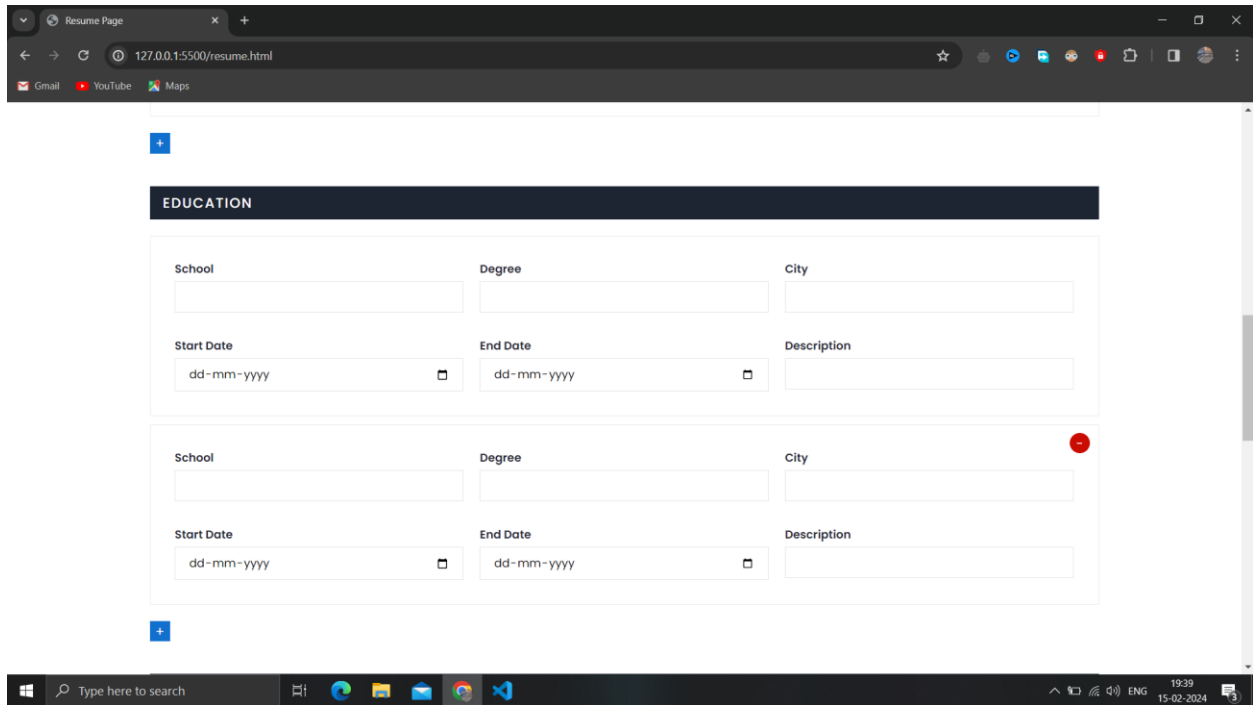 Resume Page
127.0.0.1:5500/resume.html
Gmail YouTube Maps
+
EDUCATION
School Degree City
Start Date End Date Description
dd-mm-yyyy dd-mm-yyyy
-
School Degree City
Start Date End Date Description
dd-mm-yyyy dd-mm-yyyy
+
Type here to search ENG 19:39
15-02-2024 3